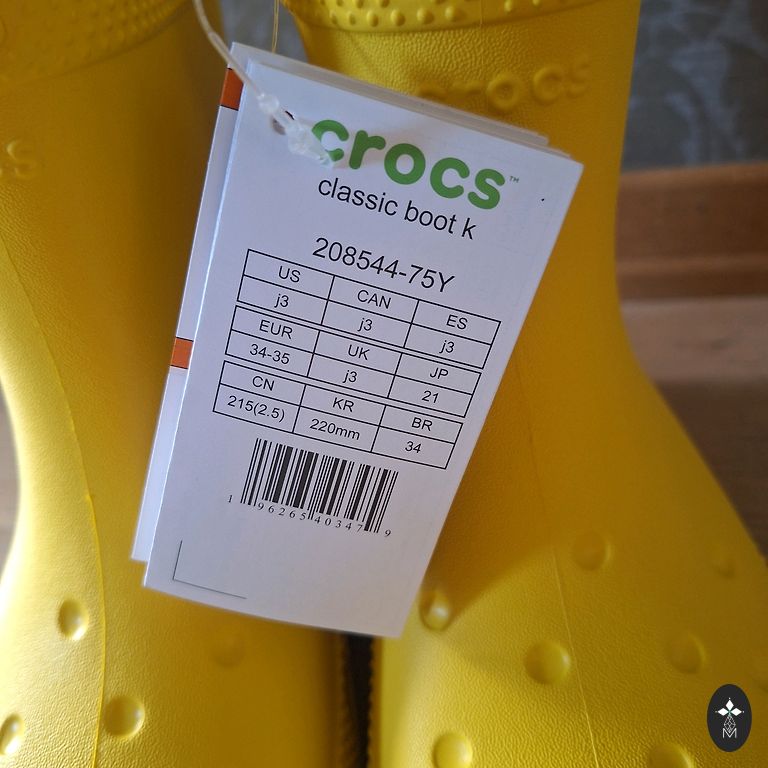 crocs
crocs™
classic boot k
208544-75Y
US CAN ES
j3 j3 j3
EUR UK JP
34-35 j3 21
CN KR BR
215(2.5) 220mm 34
1 96265 40347 9
M